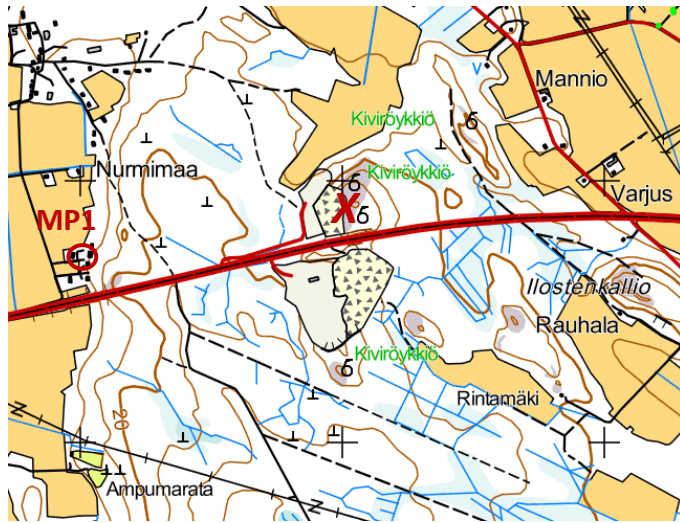 Mannio
Kiviröykkiö
Nurmimaa
Kiviröykkiö
Varjus
MP1
X
Ilostenkallio
Rauhala
Kiviröykkiö
Rintamäki
20
Ampumarata